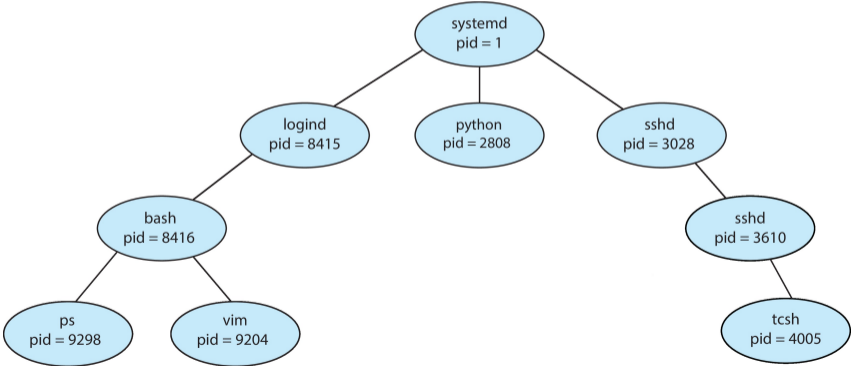 systemd
pid = 1
logind
pid = 8415
python
pid = 2808
sshd
pid = 3028
bash
pid = 8416
sshd
pid = 3610
ps
pid = 9298
vim
pid = 9204
tcsh
pid = 4005